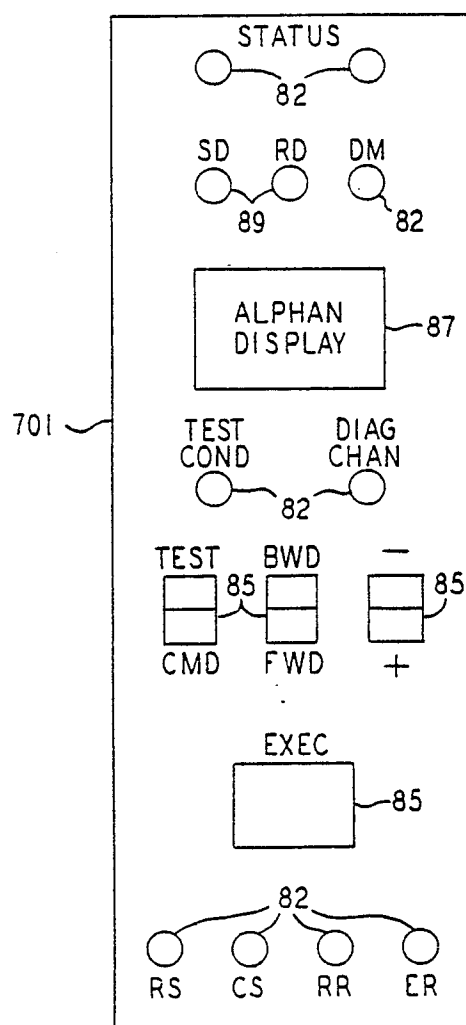 STATUS
82
SD RD DM
89 82
ALPHAN
DISPLAY
87
701
TEST
COND
DIAG
CHAN
82
TEST BWD −
85 85
CMD FWD +
EXEC
85
82
RS CS RR ER